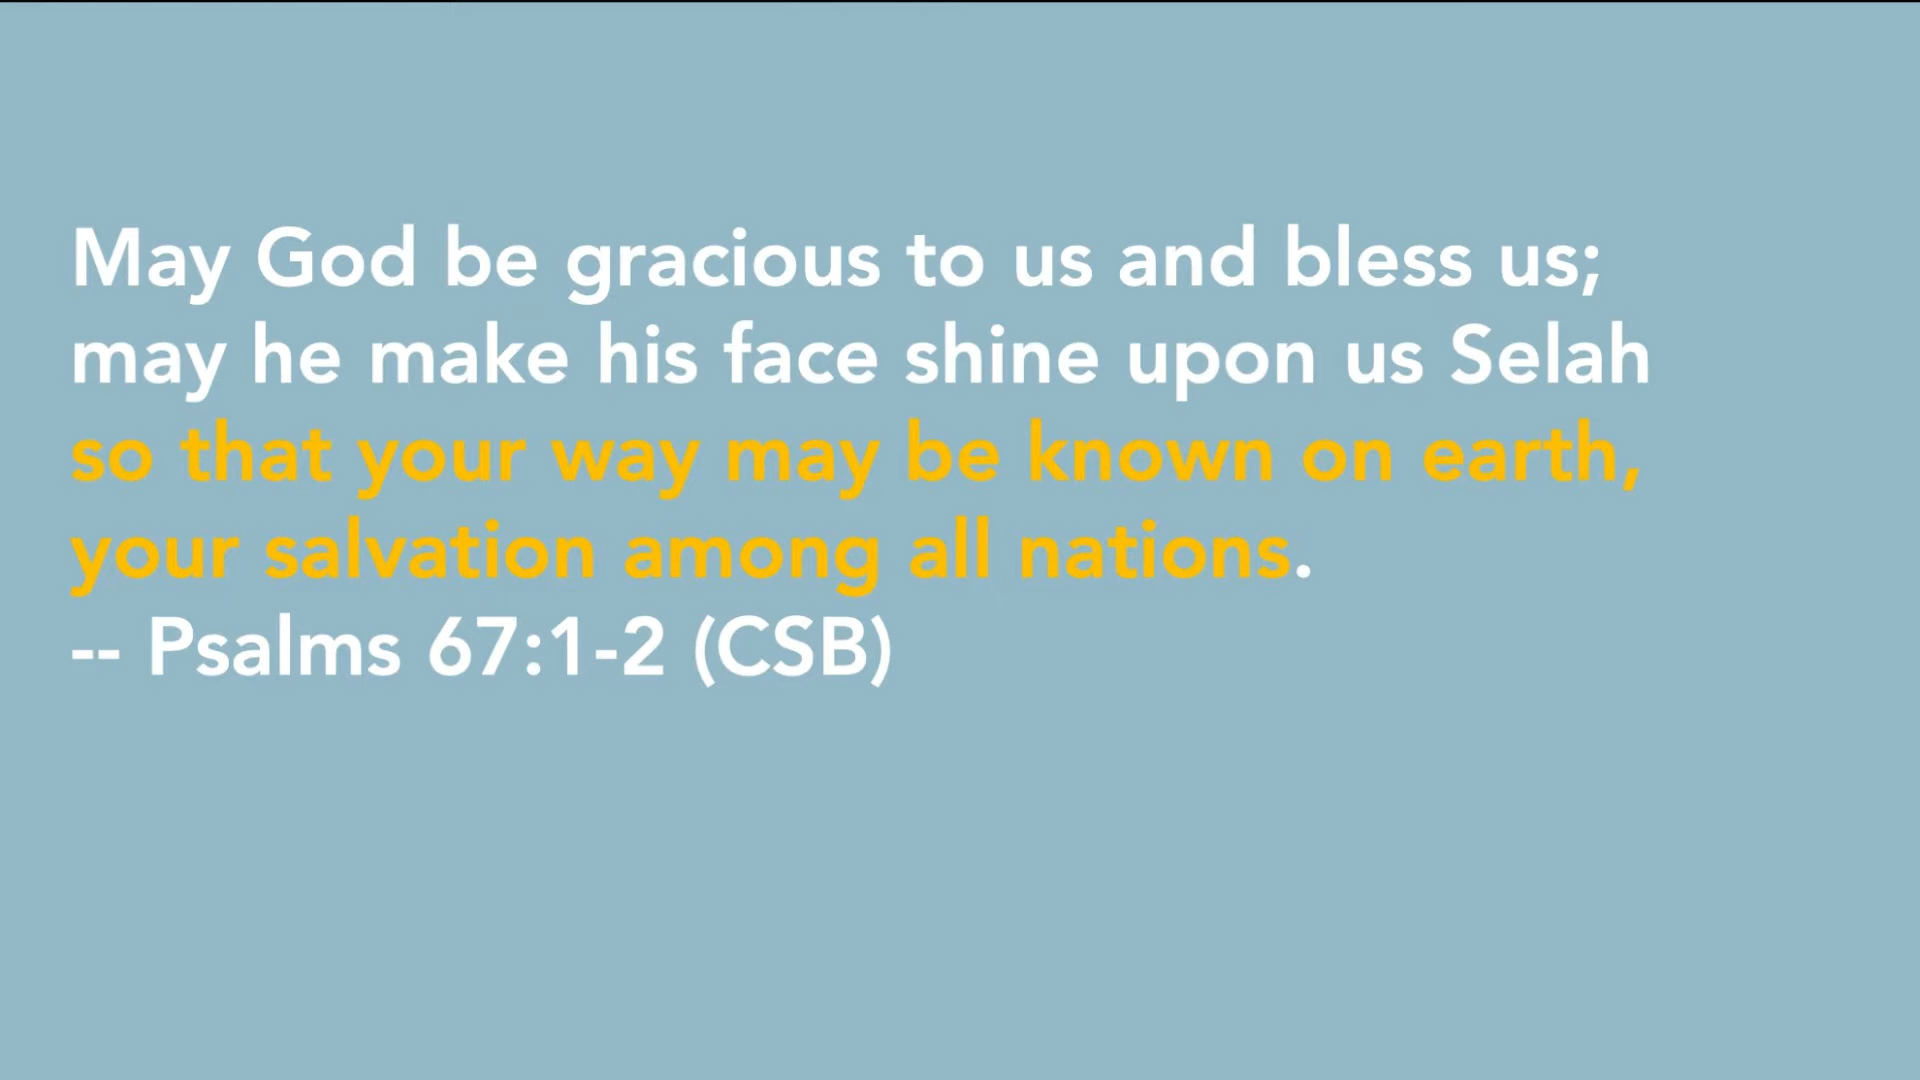 May God be gracious to us and bless us;
may he make his face shine upon us Selah
so that your way may be known on earth,
your salvation among all nations.
-- Psalms 67:1-2 (CSB)